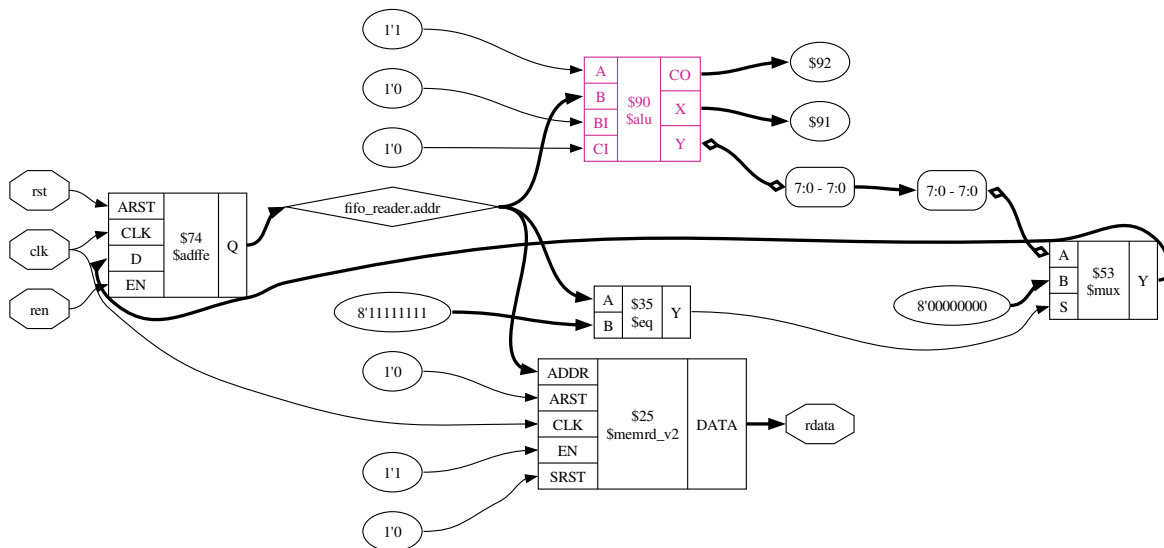 1'1
1'0
1'0
A
B
BI
CI
$90
$alu
CO
X
Y
$92
$91
7:0 - 7:0
7:0 - 7:0
rst
clk
ren
ARST
CLK
D
EN
$74
$adffe
Q
fifo_reader.addr
8'11111111
A
B
$35
$eq
Y
8'00000000
A
B
S
$53
$mux
Y
1'0
1'1
1'0
ADDR
ARST
CLK
EN
SRST
$25
$memrd_v2
DATA
rdata